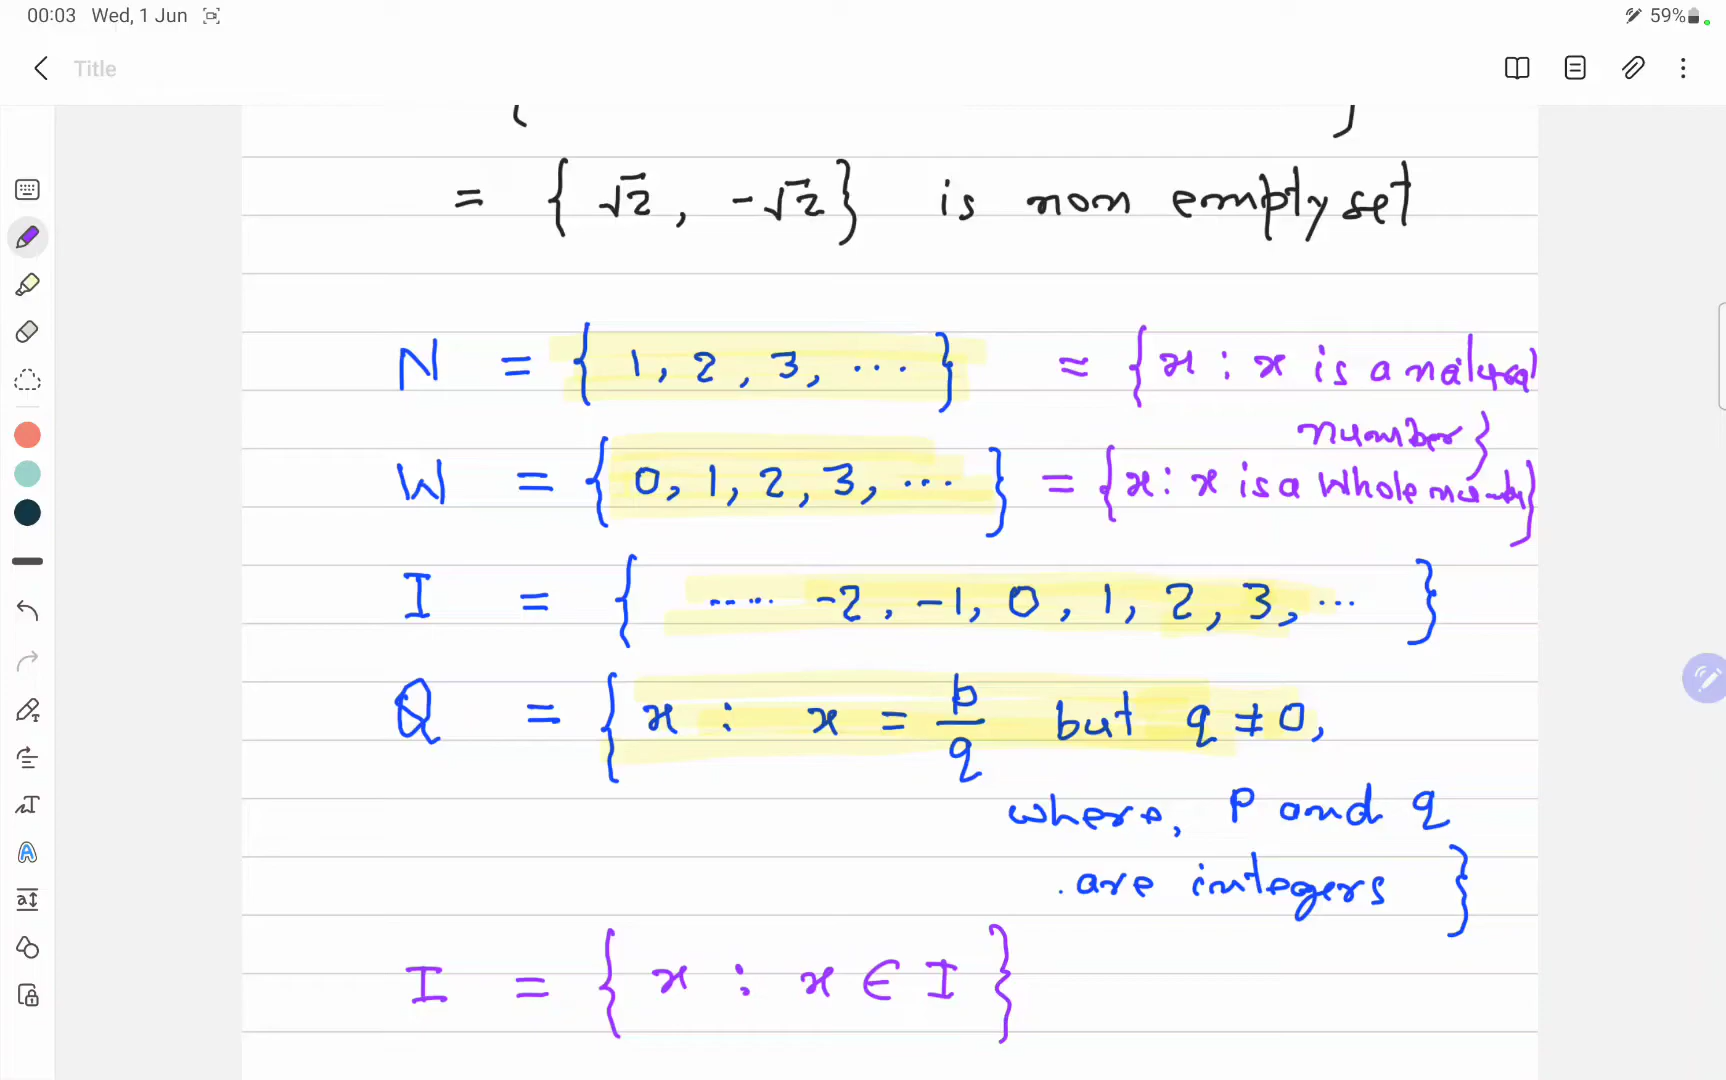 00:03 Wed, 1 Jun 59%
Title
= { √2, -√2 } is non empty set
N = { 1, 2, 3, ... } = { x : x is a natural
number }
W = { 0, 1, 2, 3, ... } = { x : x is a whole number }
I = { ..... -2, -1, 0, 1, 2, 3, ... }
Q = { x : x = p/q but q ≠ 0,
where, P and q
are integers }
I = { x : x ∈ I }